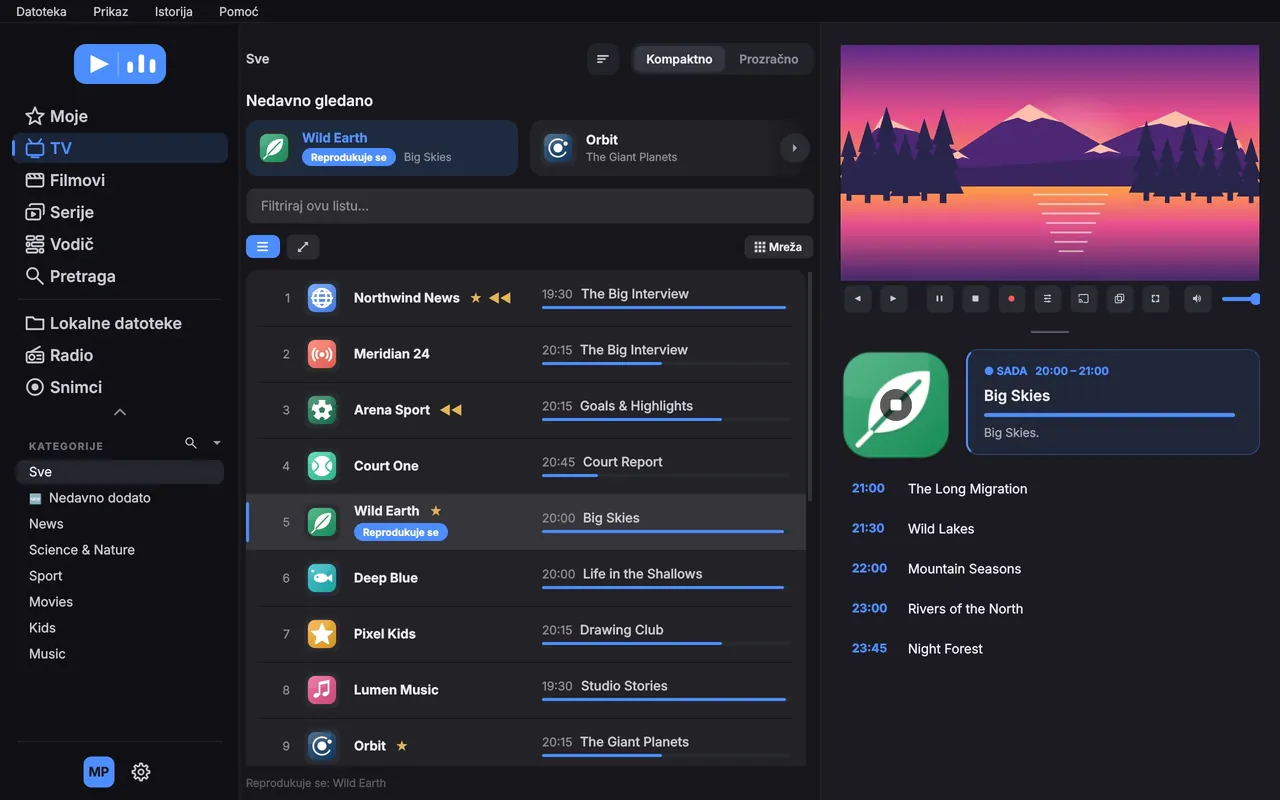 Datoteka Prikaz Istorija Pomoć
Moje
TV
Filmovi
Serije
Vodič
Pretraga
Lokalne datoteke
Radio
Snimci
KATEGORIJE
Sve
Nedavno dodato
News
Science & Nature
Sport
Movies
Kids
Music
MP
Sve
Kompaktno Prozračno
Nedavno gledano
Wild Earth
Reprodukuje se Big Skies
Orbit
The Giant Planets
Filtriraj ovu listu...
Mreža
1 Northwind News 19:30 The Big Interview
2 Meridian 24 20:15 The Big Interview
3 Arena Sport 20:15 Goals & Highlights
4 Court One 20:45 Court Report
5 Wild Earth 20:00 Big Skies
Reprodukuje se
6 Deep Blue 20:00 Life in the Shallows
7 Pixel Kids 20:15 Drawing Club
8 Lumen Music 19:30 Studio Stories
9 Orbit 20:15 The Giant Planets
Reprodukuje se: Wild Earth
SADA 20:00 – 21:00
Big Skies
Big Skies.
21:00 The Long Migration
21:30 Wild Lakes
22:00 Mountain Seasons
23:00 Rivers of the North
23:45 Night Forest